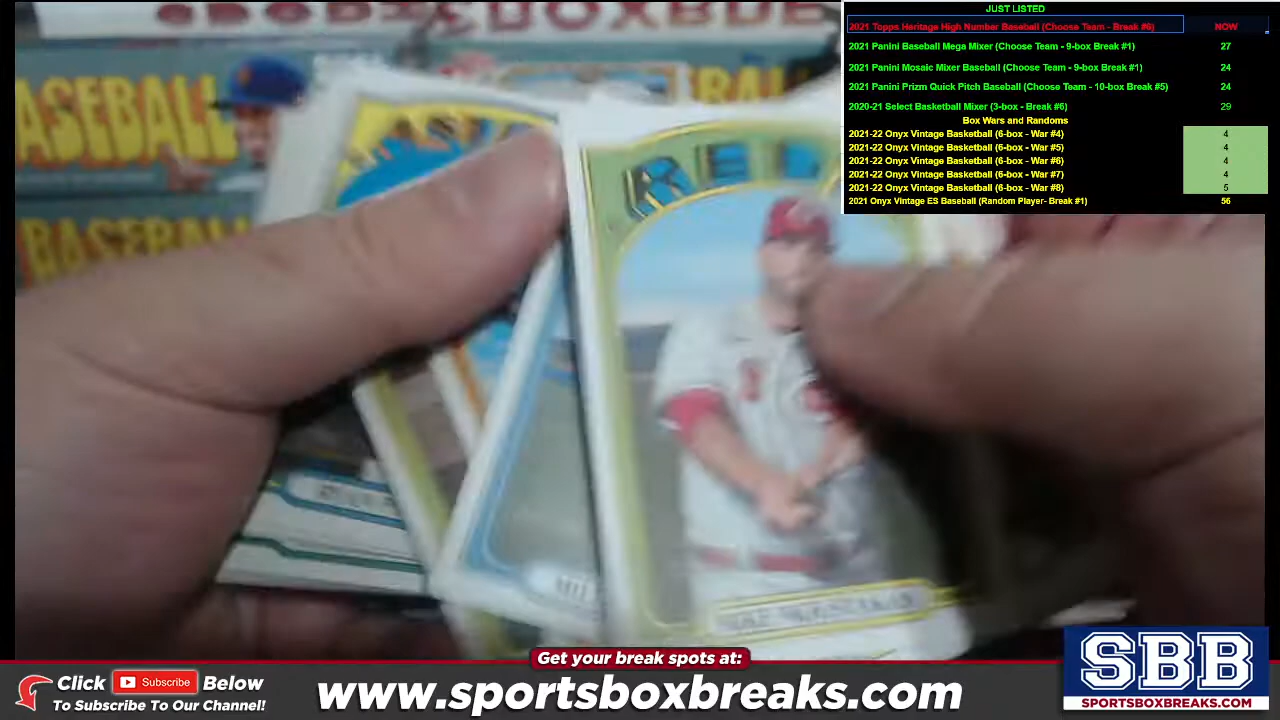 JUST LISTED
2021 Topps Heritage High Number Baseball (Choose Team - Break #6) NOW
2021 Panini Baseball Mega Mixer (Choose Team - 9-box Break #1) 27
2021 Panini Mosaic Mixer Baseball (Choose Team - 9-box Break #1) 24
2021 Panini Prizm Quick Pitch Baseball (Choose Team - 10-box Break #5) 24
2020-21 Select Basketball Mixer (3-box - Break #6) 29
Box Wars and Randoms
2021-22 Onyx Vintage Basketball (6-box - War #4) 4
2021-22 Onyx Vintage Basketball (6-box - War #5) 4
2021-22 Onyx Vintage Basketball (6-box - War #6) 4
2021-22 Onyx Vintage Basketball (6-box - War #7) 4
2021-22 Onyx Vintage Basketball (6-box - War #8) 5
2021 Onyx Vintage ES Baseball (Random Player- Break #1) 56
BASEBALL
BASEBALL
RED
Get your break spots at:
Click Subscribe Below
To Subscribe To Our Channel!
www.sportsboxbreaks.com
SBB
SPORTSBOXBREAKS.COM